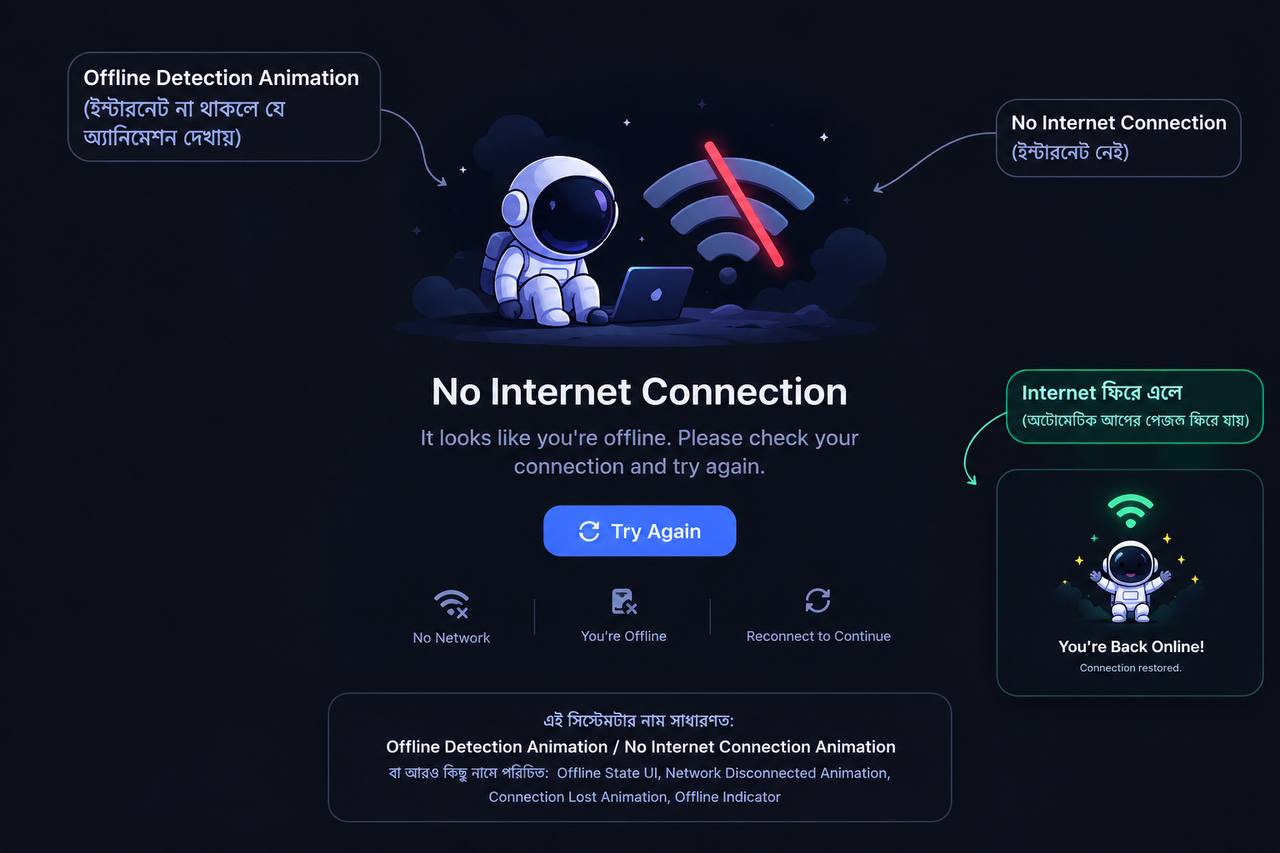 Offline Detection Animation
(ইন্টারনেট না থাকলে যে
অ্যানিমেশন দেখায়)
No Internet Connection
(ইন্টারনেট নেই)
No Internet Connection
It looks like you're offline. Please check your
connection and try again.
Try Again
No Network
You're Offline
Reconnect to Continue
Internet ফিরে এলে
(অটোমেটিক আপের ফিরে যায়)
You're Back Online!
Connection restored.
এই সিস্টেমটার নাম সাধারণত:
Offline Detection Animation / No Internet Connection Animation
বা আরও কিছু নামে পরিচিত: Offline State UI, Network Disconnected Animation,
Connection Lost Animation, Offline Indicator